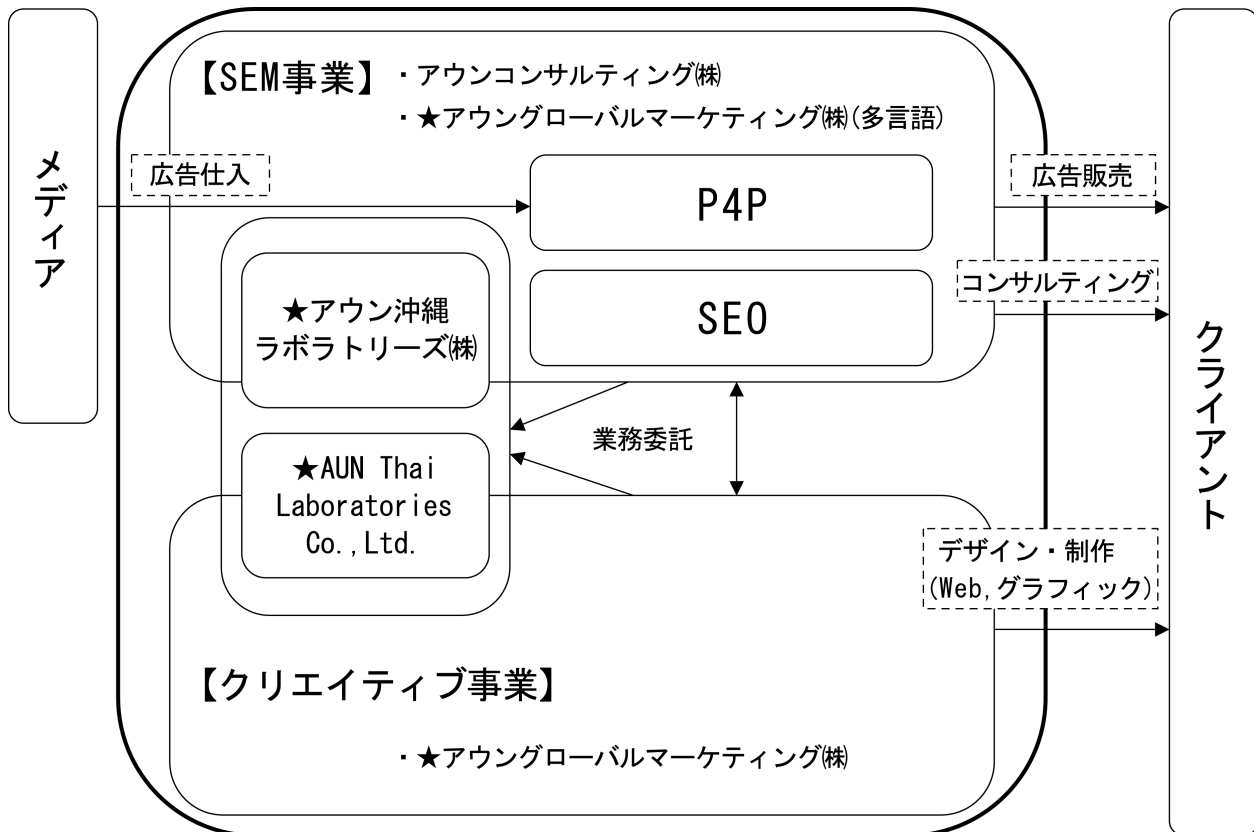 【SEM事業】
・アウンコンサルティング㈱
・★アウングローバルマーケティング㈱(多言語)
メディア
広告仕入
P4P
広告販売
SEO
コンサルティング
★アウン沖縄
ラボラトリーズ㈱
クライアント
業務委託
★AUN Thai
Laboratories
Co.,Ltd.
デザイン・制作
(Web,グラフィック)
【クリエイティブ事業】
・★アウングローバルマーケティング㈱